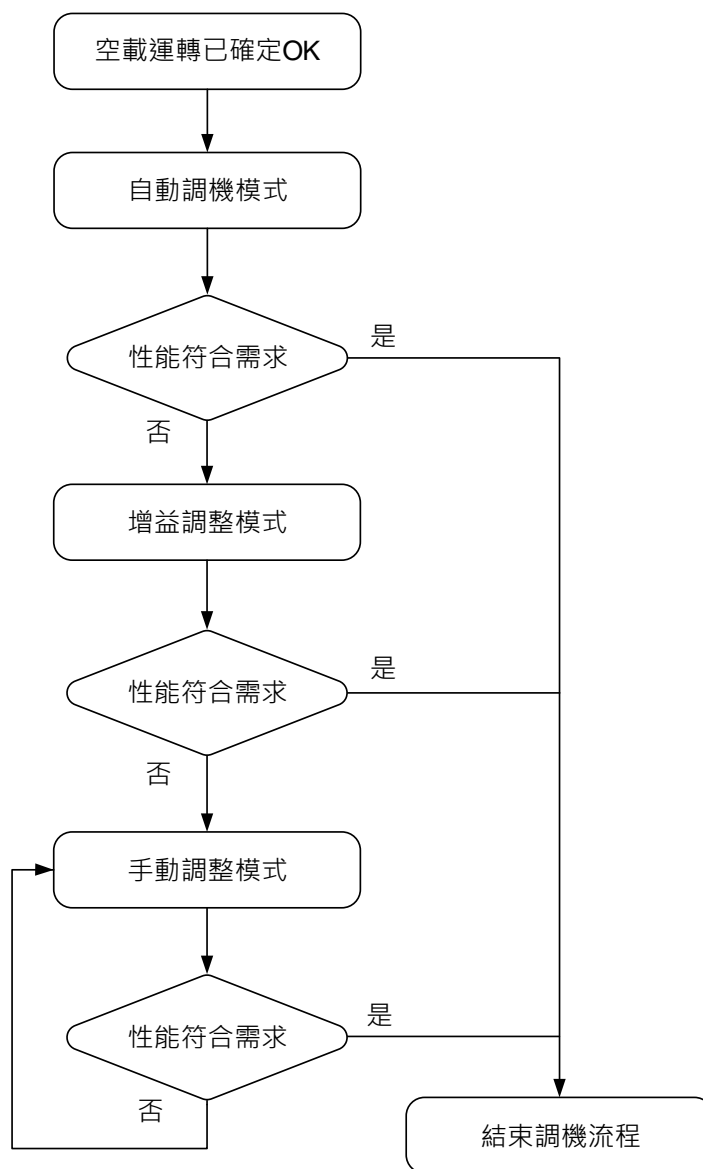 空載運轉已確定OK
自動調機模式
性能符合需求
是
否
增益調整模式
性能符合需求
是
否
手動調整模式
性能符合需求
是
否
結束調機流程